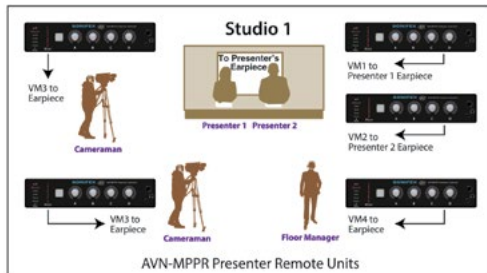 Studio 1
To Presenter's
Earpiece
Presenter 1 Presenter 2
VM3 to
Earpiece
Cameraman
VM1 to
Presenter 1 Earpiece
VM2 to
Presenter 2 Earpiece
VM3 to
Earpiece
Cameraman
Floor Manager
VM4 to
Earpiece
AVN-MPPR Presenter Remote Units